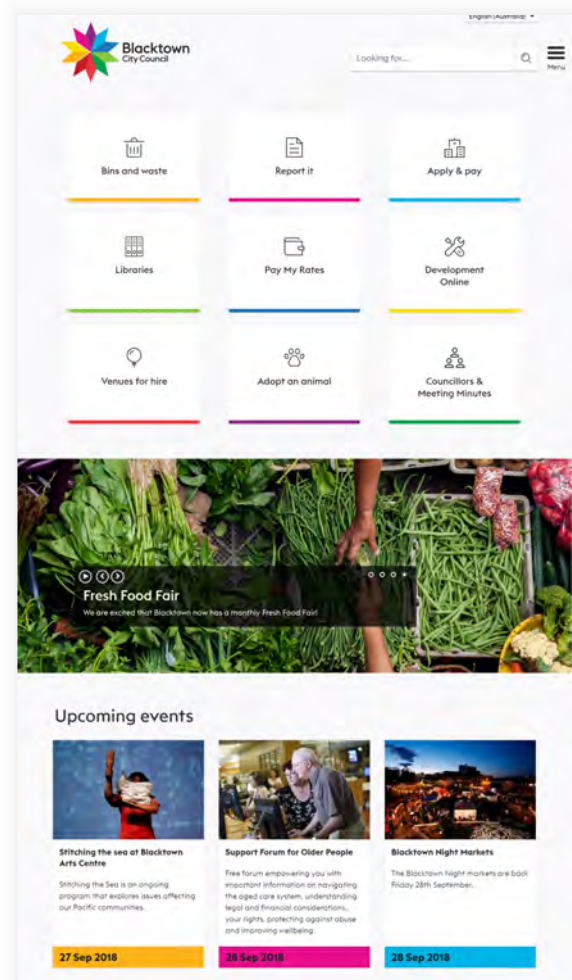 English (Australia)
Blacktown
City Council
Looking for...
Menu
Bins and waste
Report it
Apply & pay
Libraries
Pay My Rates
Development
Online
Venues for hire
Adopt an animal
Councillors &
Meeting Minutes
Fresh Food Fair
We are excited that Blacktown now has a monthly Fresh Food Fair!
Upcoming events
Stitching the sea at Blacktown
Arts Centre
Stitching the Sea is an ongoing
program that explores issues affecting
our Pacific communities.
27 Sep 2018
Support Forum for Older People
Free forum empowering you with
important information on navigating
the aged care system, understanding
legal and financial considerations,
your rights, protecting against abuse
and improving wellbeing.
28 Sep 2018
Blacktown Night Markets
The Blacktown Night markets are back
Friday 28th September.
28 Sep 2018